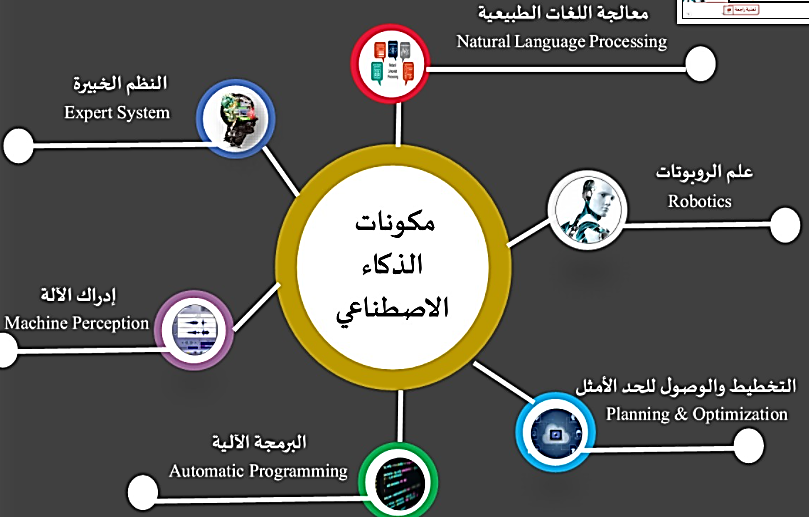 معالجة اللغات الطبيعية
Natural Language Processing
النظم الخبيرة
Expert System
علم الروبوتات
Robotics
مكونات
الذكاء
الاصطناعي
إدراك الآلة
Machine Perception
التخطيط والوصول للحد الأمثل
Planning & Optimization
البرمجة الآلية
Automatic Programming